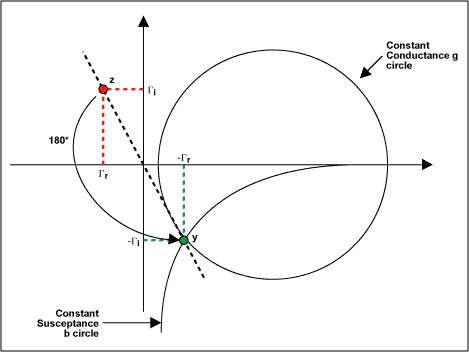 Constant
Conductance g
circle
z
Γi
180°
-Γr
Γr
-Γi
y
Constant
Susceptance
b circle